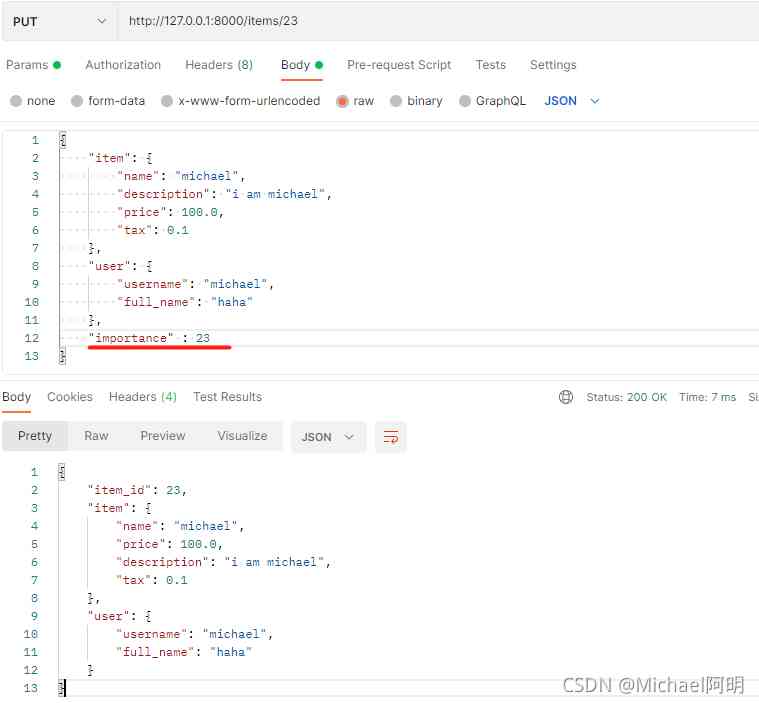 PUT http://127.0.0.1:8000/items/23
Params Authorization Headers (8) Body Pre-request Script Tests Settings
none form-data x-www-form-urlencoded raw binary GraphQL JSON
1 {
2 "item": {
3 "name": "michael",
4 "description": "i am michael",
5 "price": 100.0,
6 "tax": 0.1
7 },
8 "user": {
9 "username": "michael",
10 "full_name": "haha"
11 },
12 "importance" : 23
13 }
Body Cookies Headers (4) Test Results Status: 200 OK Time: 7 ms
Pretty Raw Preview Visualize JSON
1 {
2 "item_id": 23,
3 "item": {
4 "name": "michael",
5 "price": 100.0,
6 "description": "i am michael",
7 "tax": 0.1
8 },
9 "user": {
10 "username": "michael",
11 "full_name": "haha"
12 }
13 }
CSDN @Michael阿明